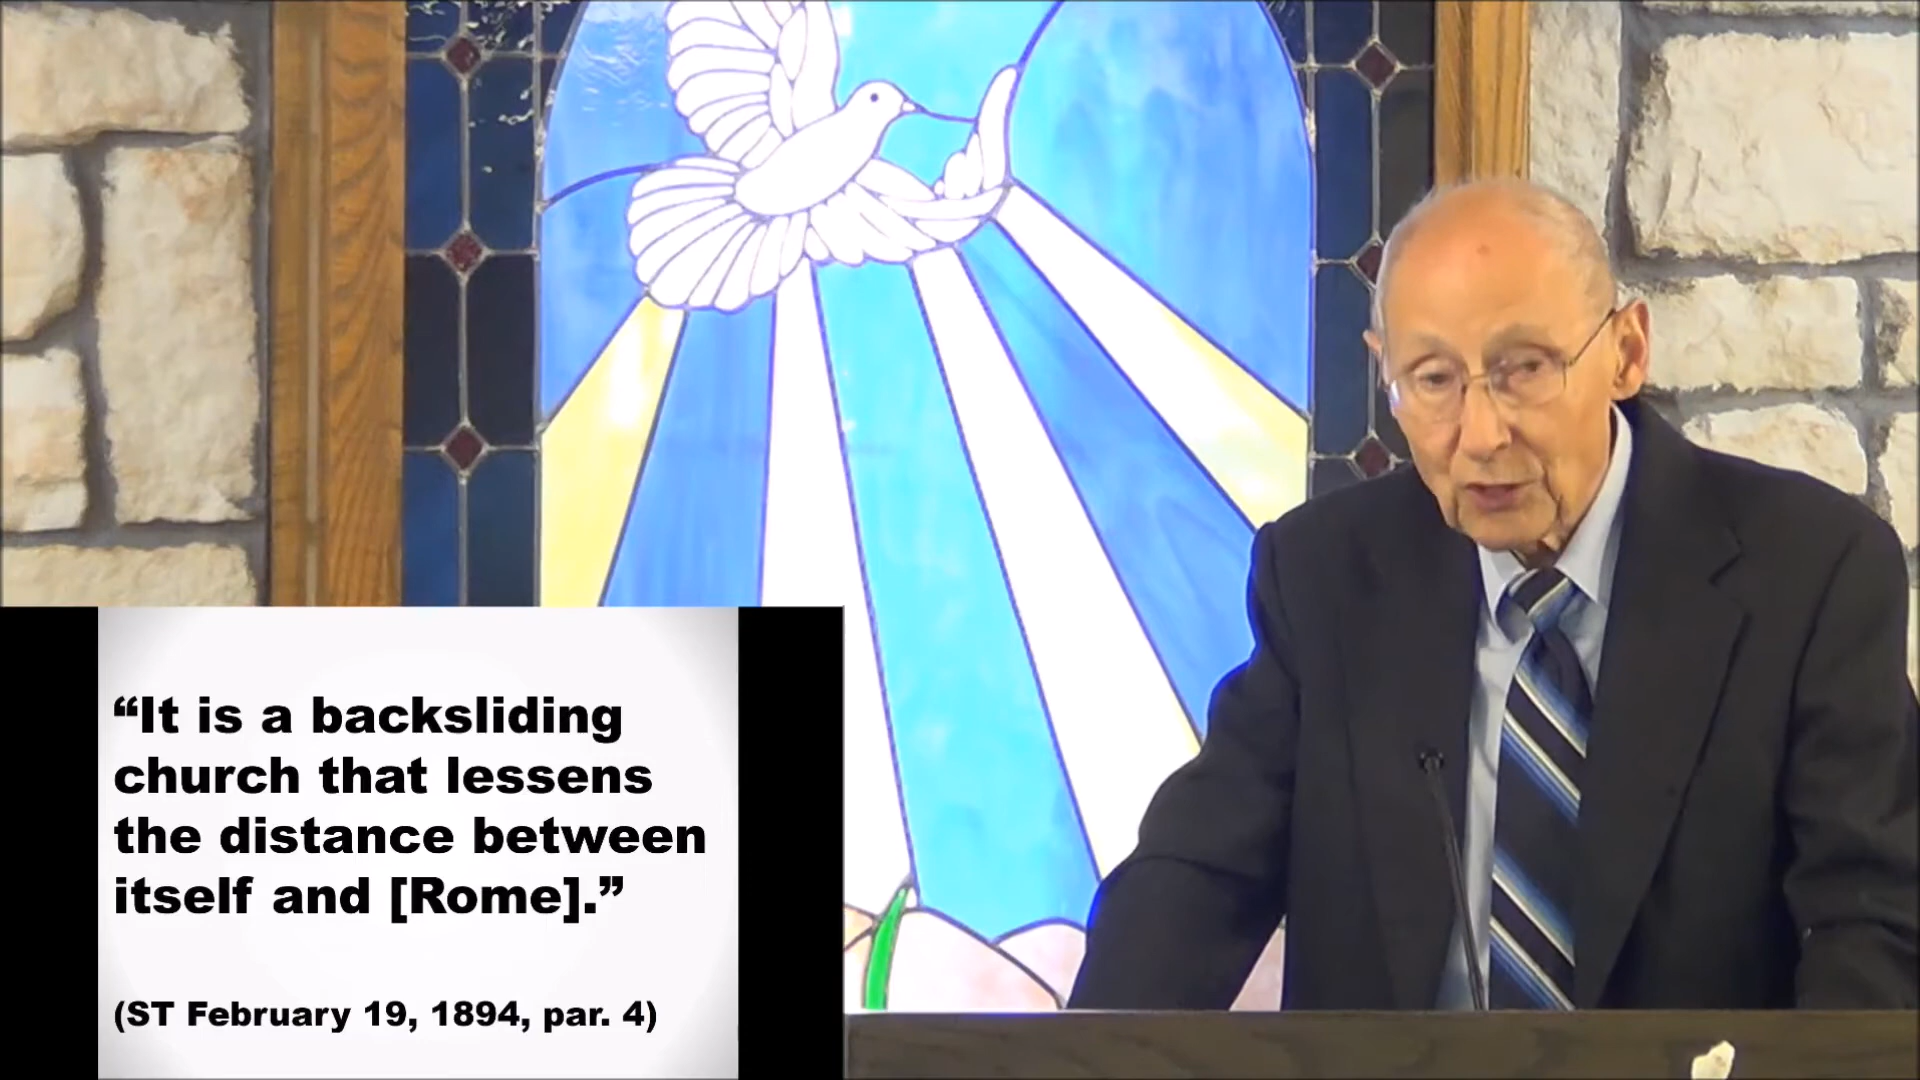 “It is a backsliding
church that lessens
the distance between
itself and [Rome].”
(ST February 19, 1894, par. 4)